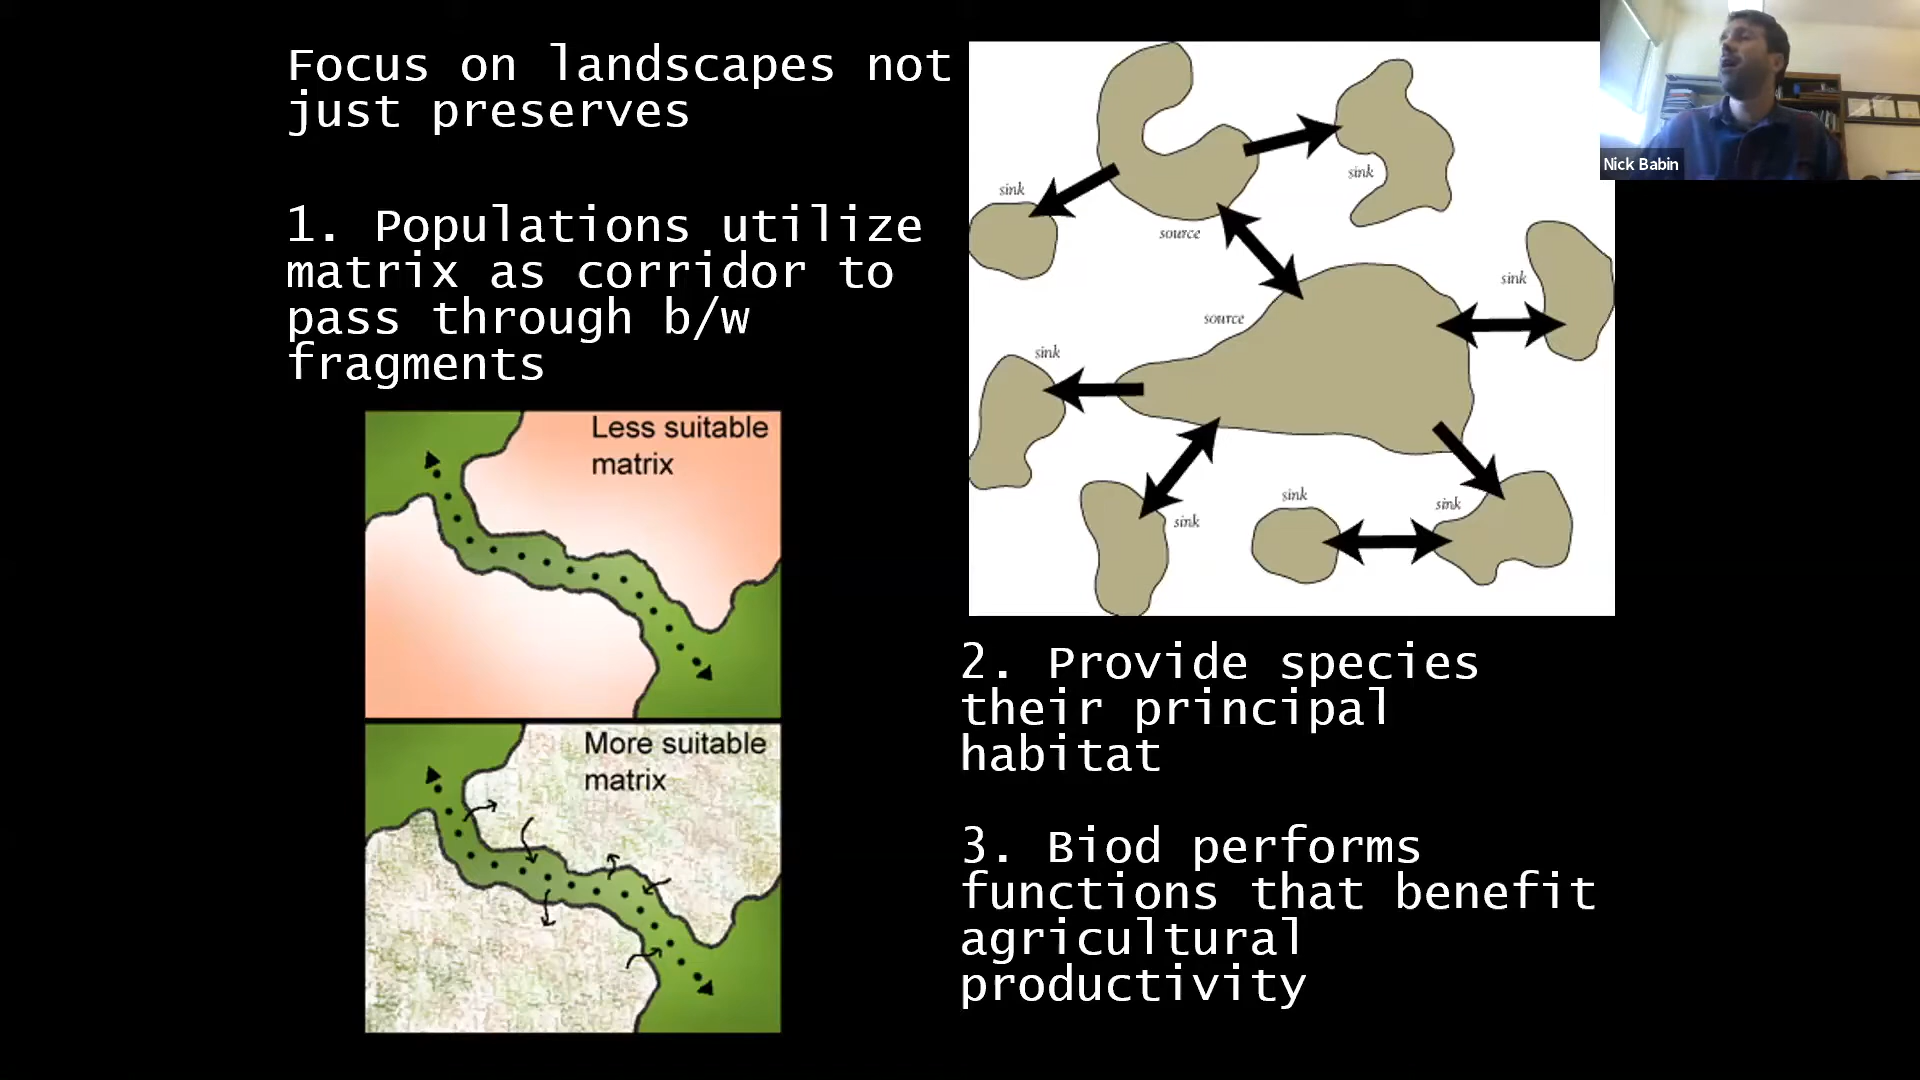 Focus on landscapes not
just preserves
1. Populations utilize
matrix as corridor to
pass through b/w
fragments
Less suitable
matrix
More suitable
matrix
sink
sink
source
sink
source
sink
sink
sink
sink
2. Provide species
their principal
habitat
3. Biod performs
functions that benefit
agricultural
productivity
Nick Babin